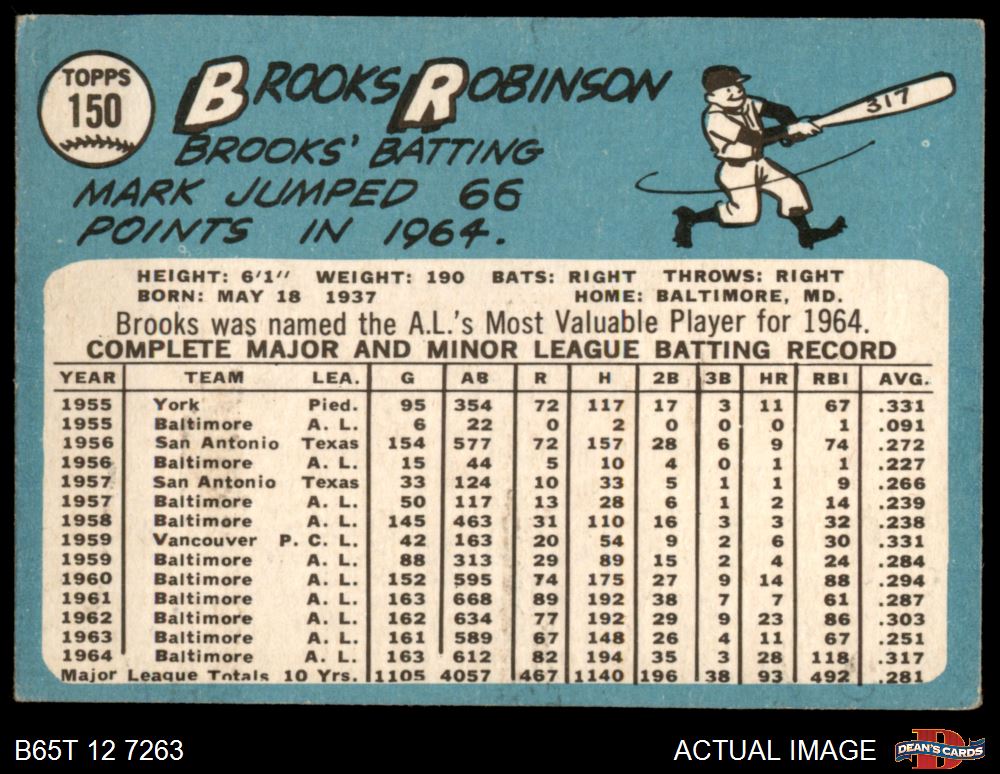 TOPPS
150
BROOKS ROBINSON
317
BROOKS' BATTING
MARK JUMPED 66
POINTS IN 1964.
HEIGHT: 6'1" WEIGHT: 190 BATS: RIGHT THROWS: RIGHT
BORN: MAY 18 1937 HOME: BALTIMORE, MD.
Brooks was named the A.L.'s Most Valuable Player for 1964.
COMPLETE MAJOR AND MINOR LEAGUE BATTING RECORD
YEAR TEAM LEA. G AB R H 2B 3B HR RBI AVG.
1955 York Pied. 95 354 72 117 17 3 11 67 .331
1955 Baltimore A. L. 6 22 0 2 0 0 0 1 .091
1956 San Antonio Texas 154 577 72 157 28 6 9 74 .272
1956 Baltimore A. L. 15 44 5 10 4 0 1 1 .227
1957 San Antonio Texas 33 124 10 33 5 1 1 9 .266
1957 Baltimore A. L. 50 117 13 28 6 1 2 14 .239
1958 Baltimore A. L. 145 463 31 110 16 3 3 32 .238
1959 Vancouver P. C. L. 42 163 20 54 9 2 6 30 .331
1959 Baltimore A. L. 88 313 29 89 15 2 4 24 .284
1960 Baltimore A. L. 152 595 74 175 27 9 14 88 .294
1961 Baltimore A. L. 163 668 89 192 38 7 7 61 .287
1962 Baltimore A. L. 162 634 77 192 29 9 23 86 .303
1963 Baltimore A. L. 161 589 67 148 26 4 11 67 .251
1964 Baltimore A. L. 163 612 82 194 35 3 28 118 .317
Major League Totals 10 Yrs. 1105 4057 467 1140 196 38 93 492 .281
B65T 12 7263 ACTUAL IMAGE
DEAN'S CARDS